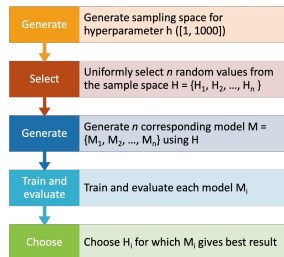 Generate
Generate sampling space for
hyperparameter h ([1, 1000])
Select
Uniformly select n random values from
the sample space H = {H₁, H₂, ..., Hₙ }
Generate
Generate n corresponding model M =
{M₁, M₂, ..., Mₙ} using H
Train and
evaluate
Train and evaluate each model Mᵢ
Choose
Choose Hᵢ for which Mᵢ gives best result